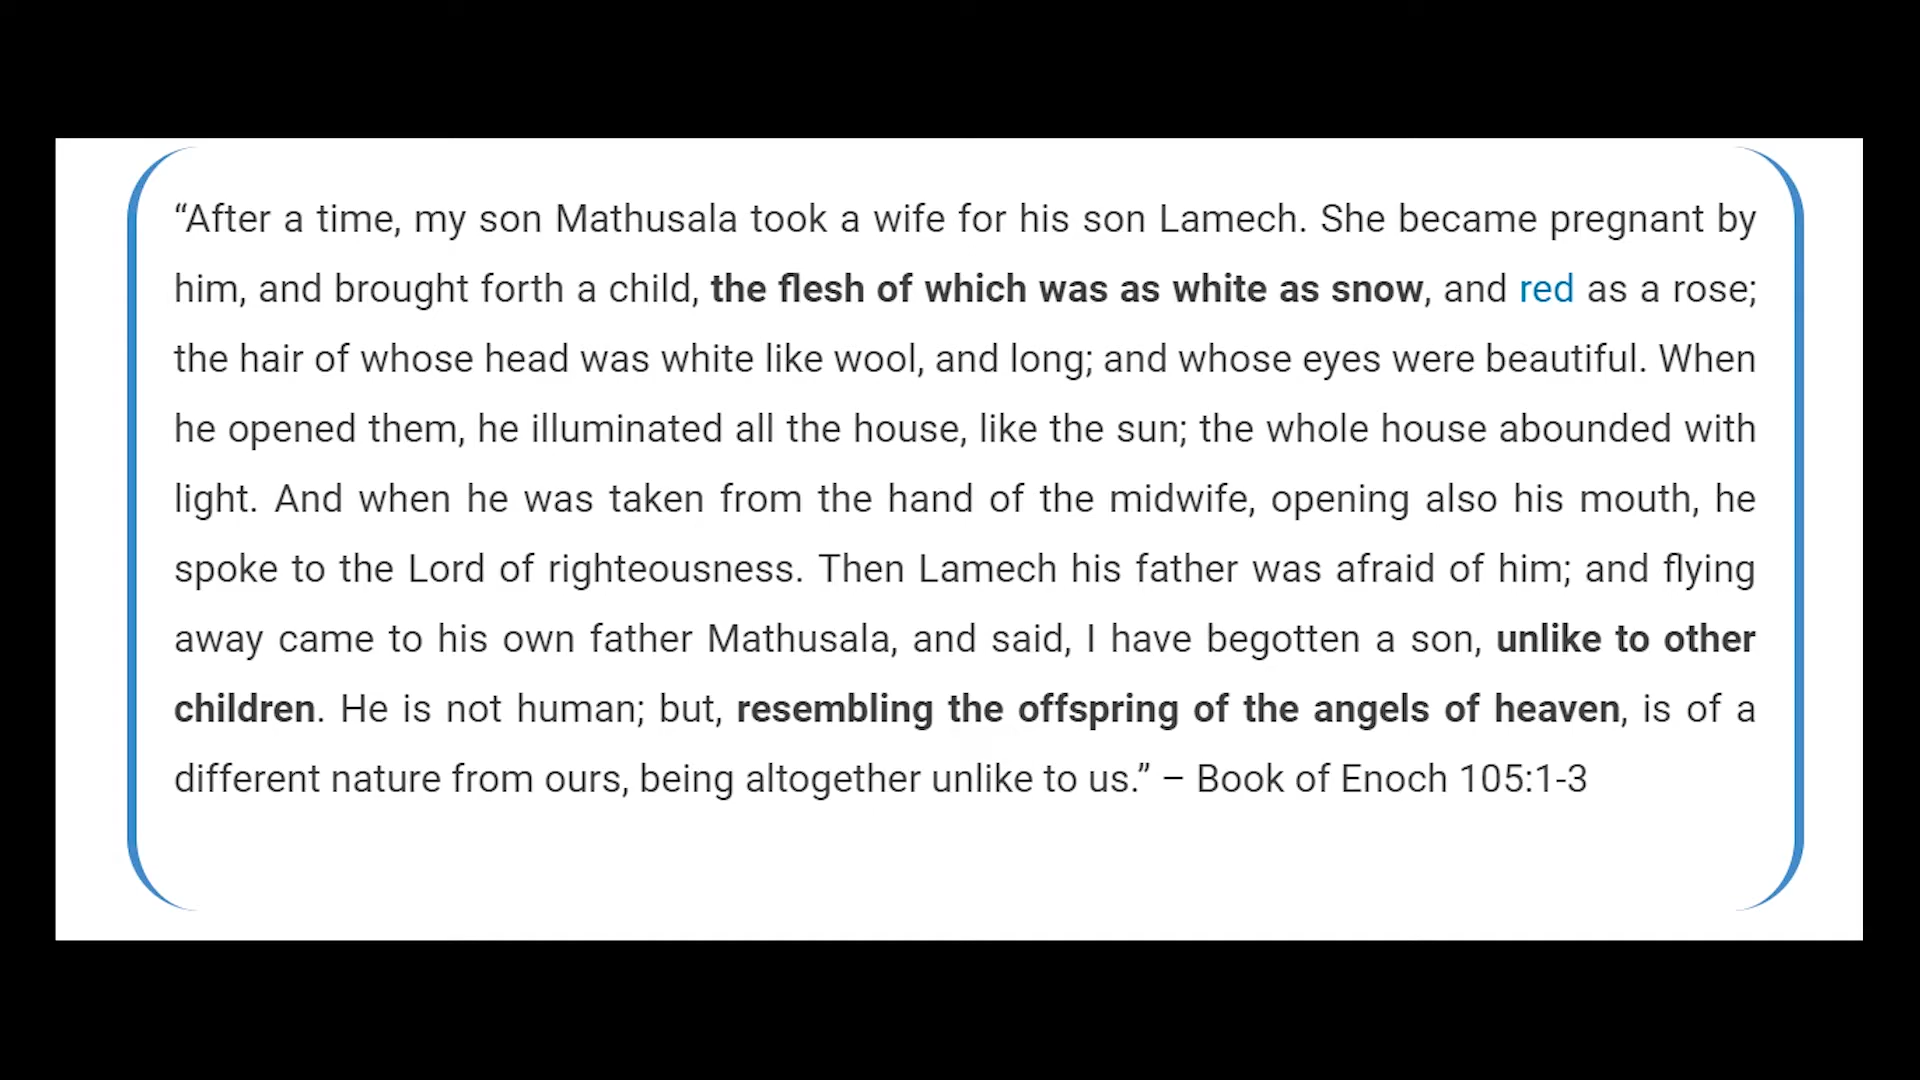 “After a time, my son Mathusala took a wife for his son Lamech. She became pregnant by
him, and brought forth a child, the flesh of which was as white as snow, and red as a rose;
the hair of whose head was white like wool, and long; and whose eyes were beautiful. When
he opened them, he illuminated all the house, like the sun; the whole house abounded with
light. And when he was taken from the hand of the midwife, opening also his mouth, he
spoke to the Lord of righteousness. Then Lamech his father was afraid of him; and flying
away came to his own father Mathusala, and said, I have begotten a son, unlike to other
children. He is not human; but, resembling the offspring of the angels of heaven, is of a
different nature from ours, being altogether unlike to us.” – Book of Enoch 105:1-3